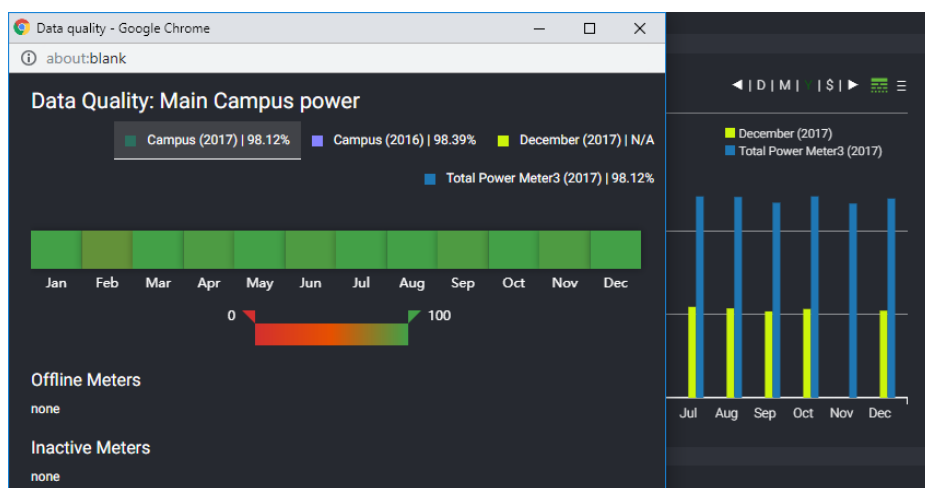 Data quality - Google Chrome
about:blank
Data Quality: Main Campus power
Campus (2017) | 98.12%
Campus (2016) | 98.39%
December (2017) | N/A
Total Power Meter3 (2017) | 98.12%
Jan Feb Mar Apr May Jun Jul Aug Sep Oct Nov Dec
0 100
Offline Meters
none
Inactive Meters
none
◄ | D | M | Y | $ | ►
December (2017)
Total Power Meter3 (2017)
Jul Aug Sep Oct Nov Dec